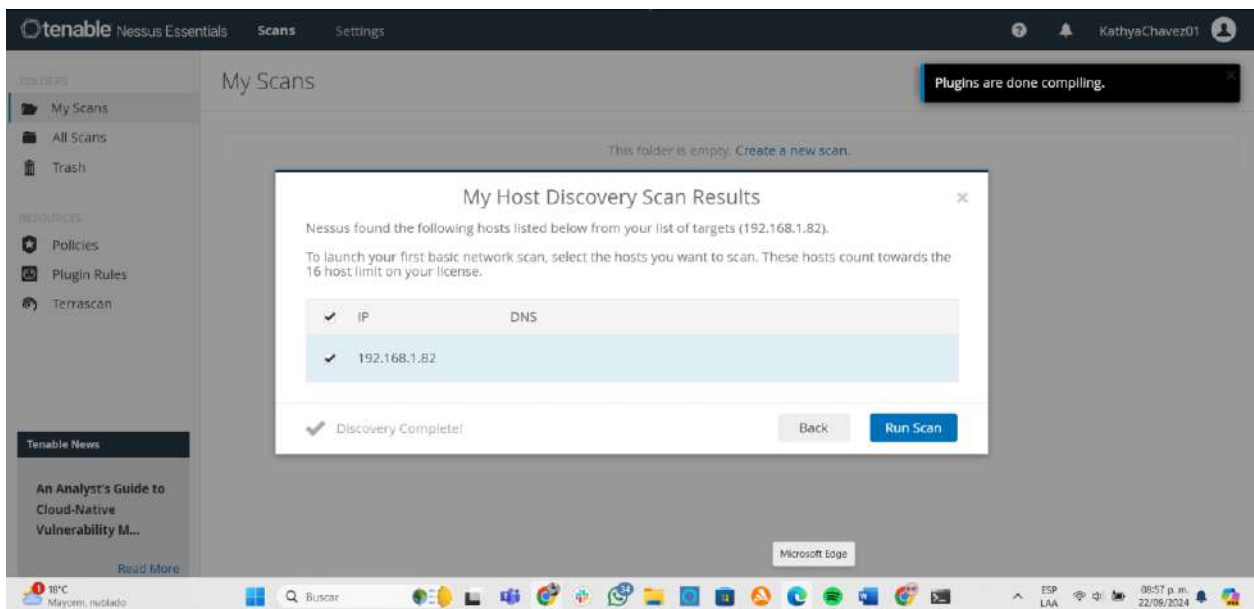 tenable Nessus Essentials Scans Settings KathyaChavez01
FOLDERS
My Scans
All Scans
Trash
RESOURCES
Policies
Plugin Rules
Terrascan
My Scans
Plugins are done compiling.
This folder is empty. Create a new scan.
My Host Discovery Scan Results
Nessus found the following hosts listed below from your list of targets (192.168.1.82).
To launch your first basic network scan, select the hosts you want to scan. These hosts count towards the
16 host limit on your license.
IP DNS
192.168.1.82
Discovery Complete!
Back Run Scan
Tenable News
An Analyst's Guide to
Cloud-Native
Vulnerability M...
Read More
Microsoft Edge
1
18°C
Mayorm. nublado
Buscar
34
ESP
LAA
08:57 p. m.
22/09/2024